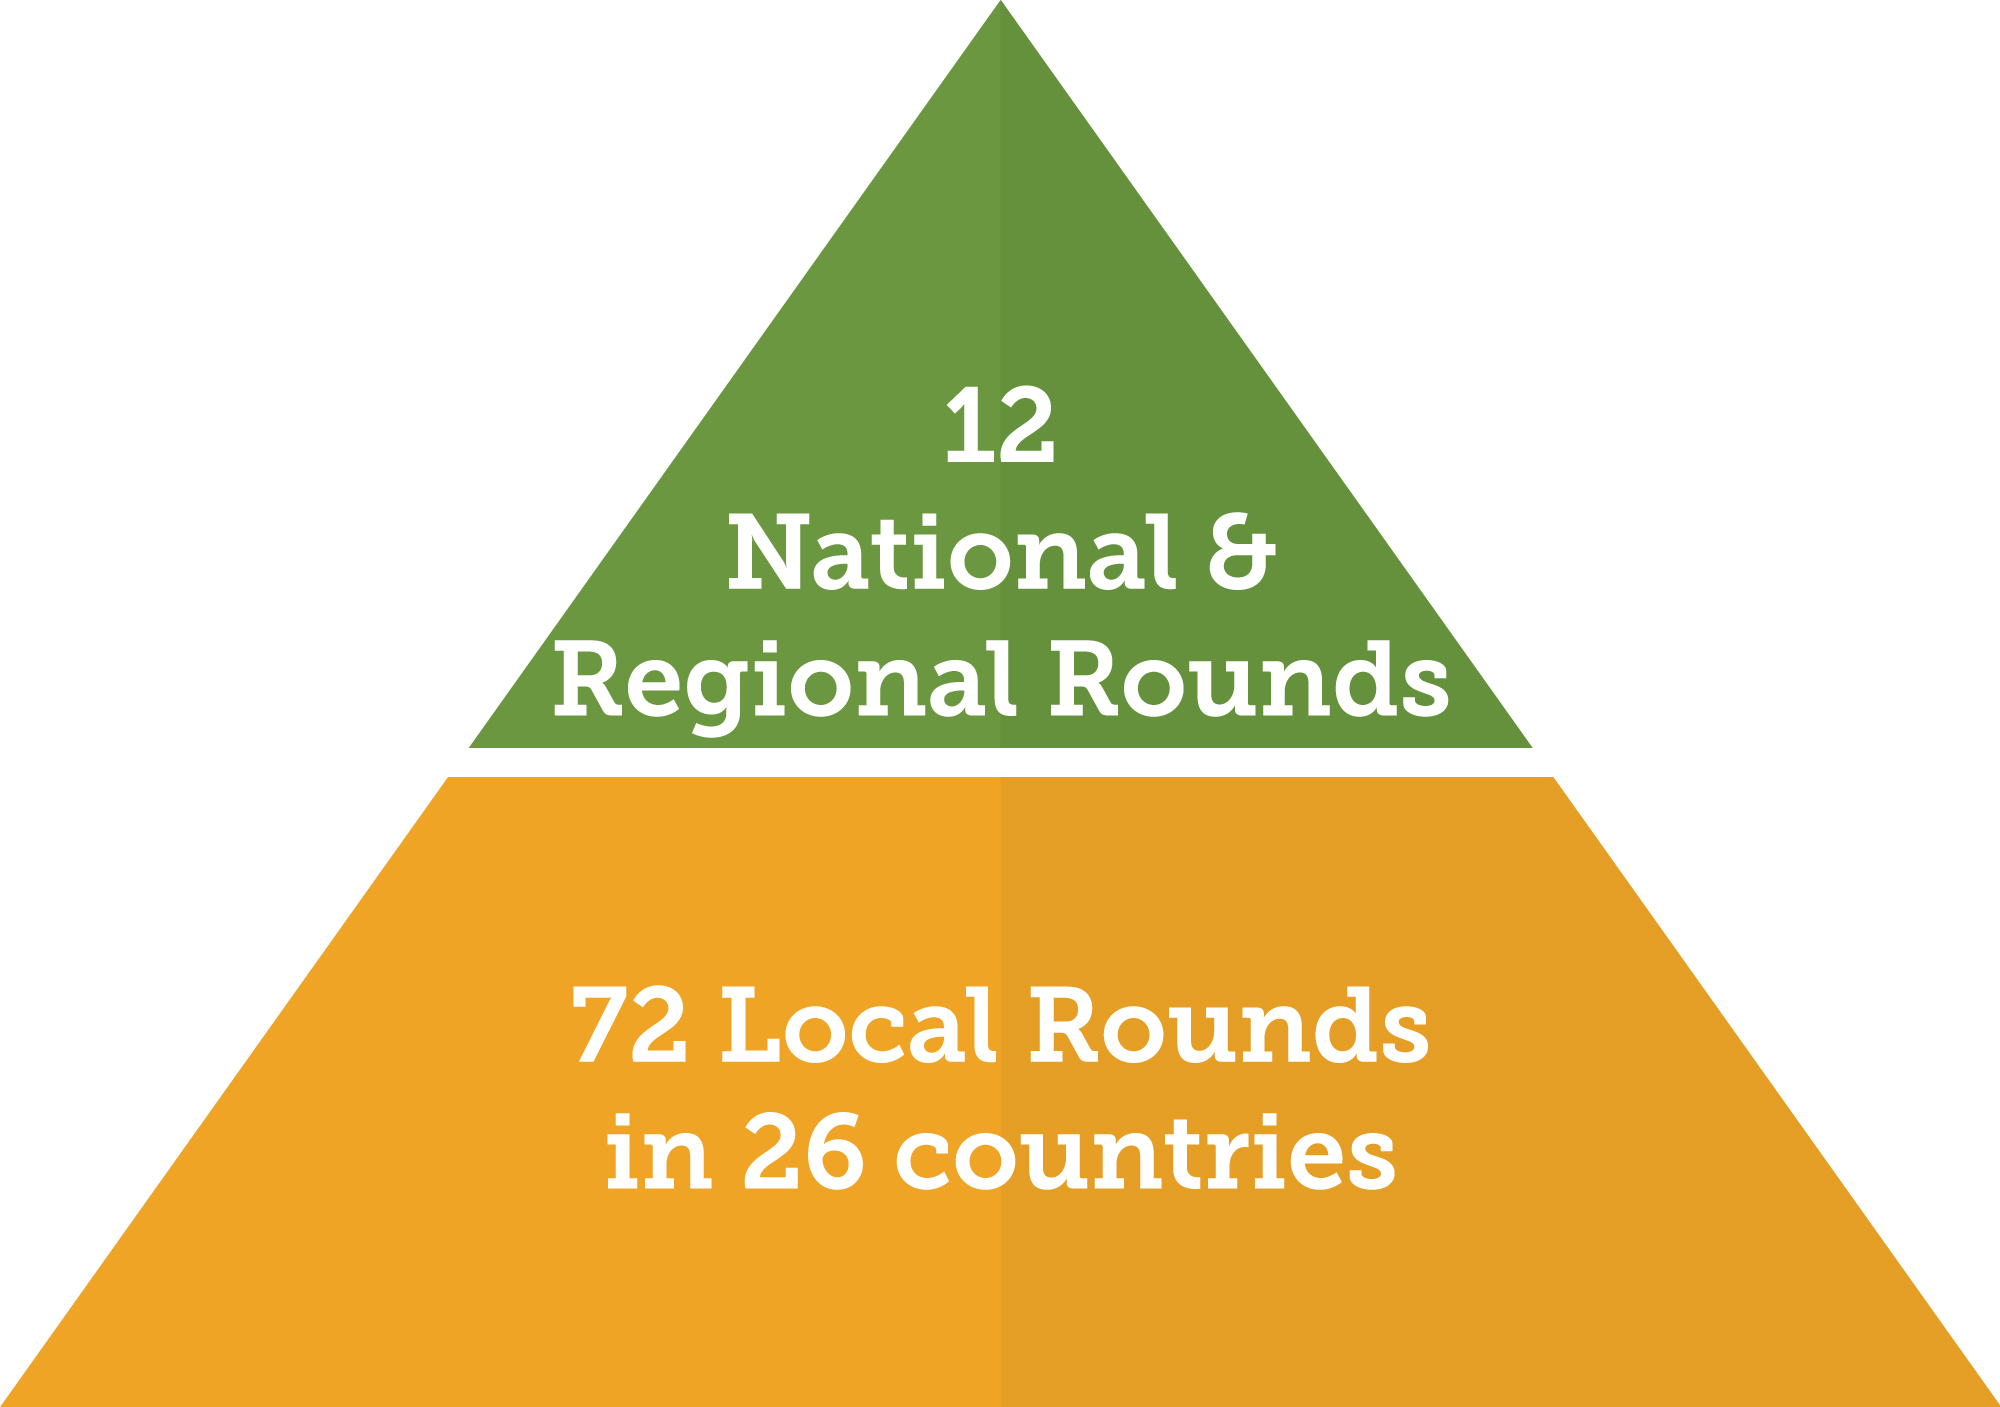 12
National &
Regional Rounds
72 Local Rounds
in 26 countries